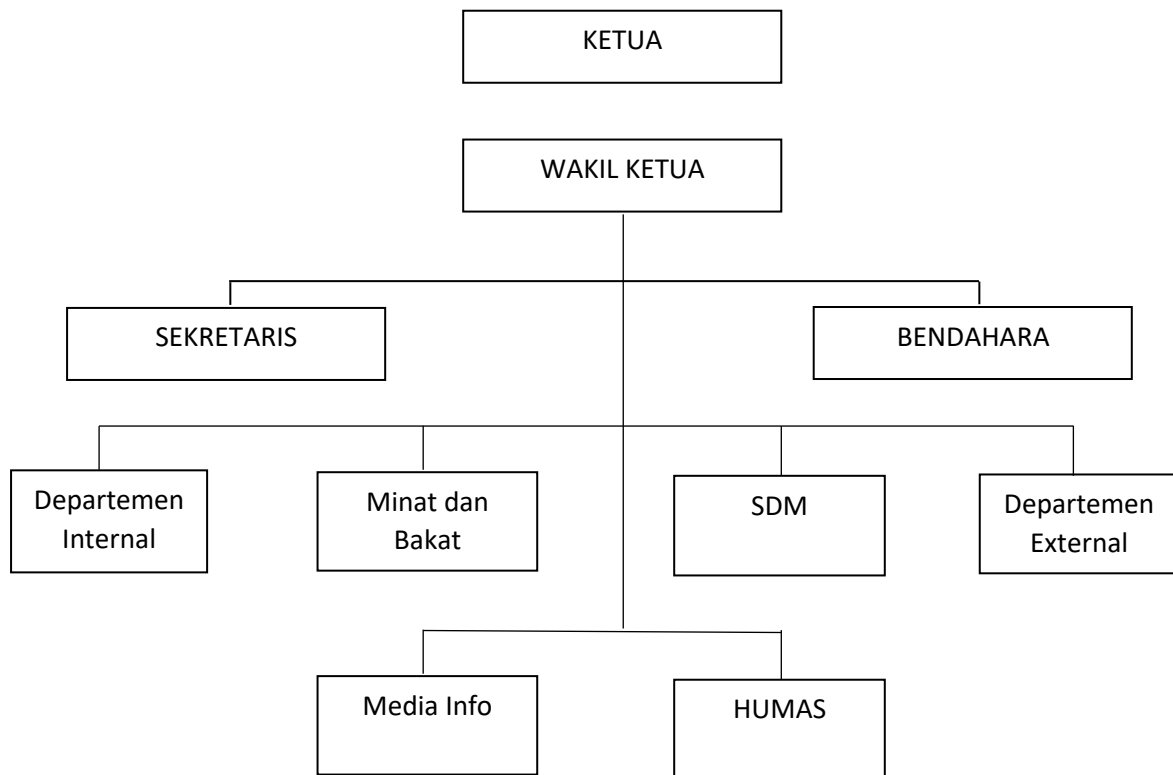 KETUA
WAKIL KETUA
SEKRETARIS
BENDAHARA
Departemen
Internal
Minat dan
Bakat
SDM
Departemen
External
Media Info
HUMAS